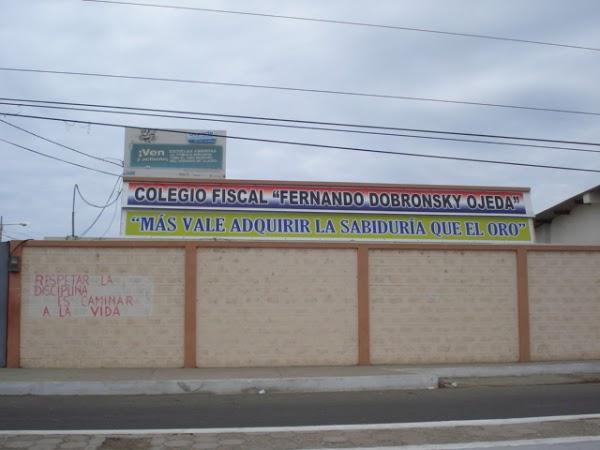 ¡Ven
COLEGIO FISCAL “FERNANDO DOBRONSKY OJEDA”
“MÁS VALE ADQUIRIR LA SABIDURÍA QUE EL ORO”
RESPETAR LA
DISCIPLINA
ES CAMINAR
A LA VIDA